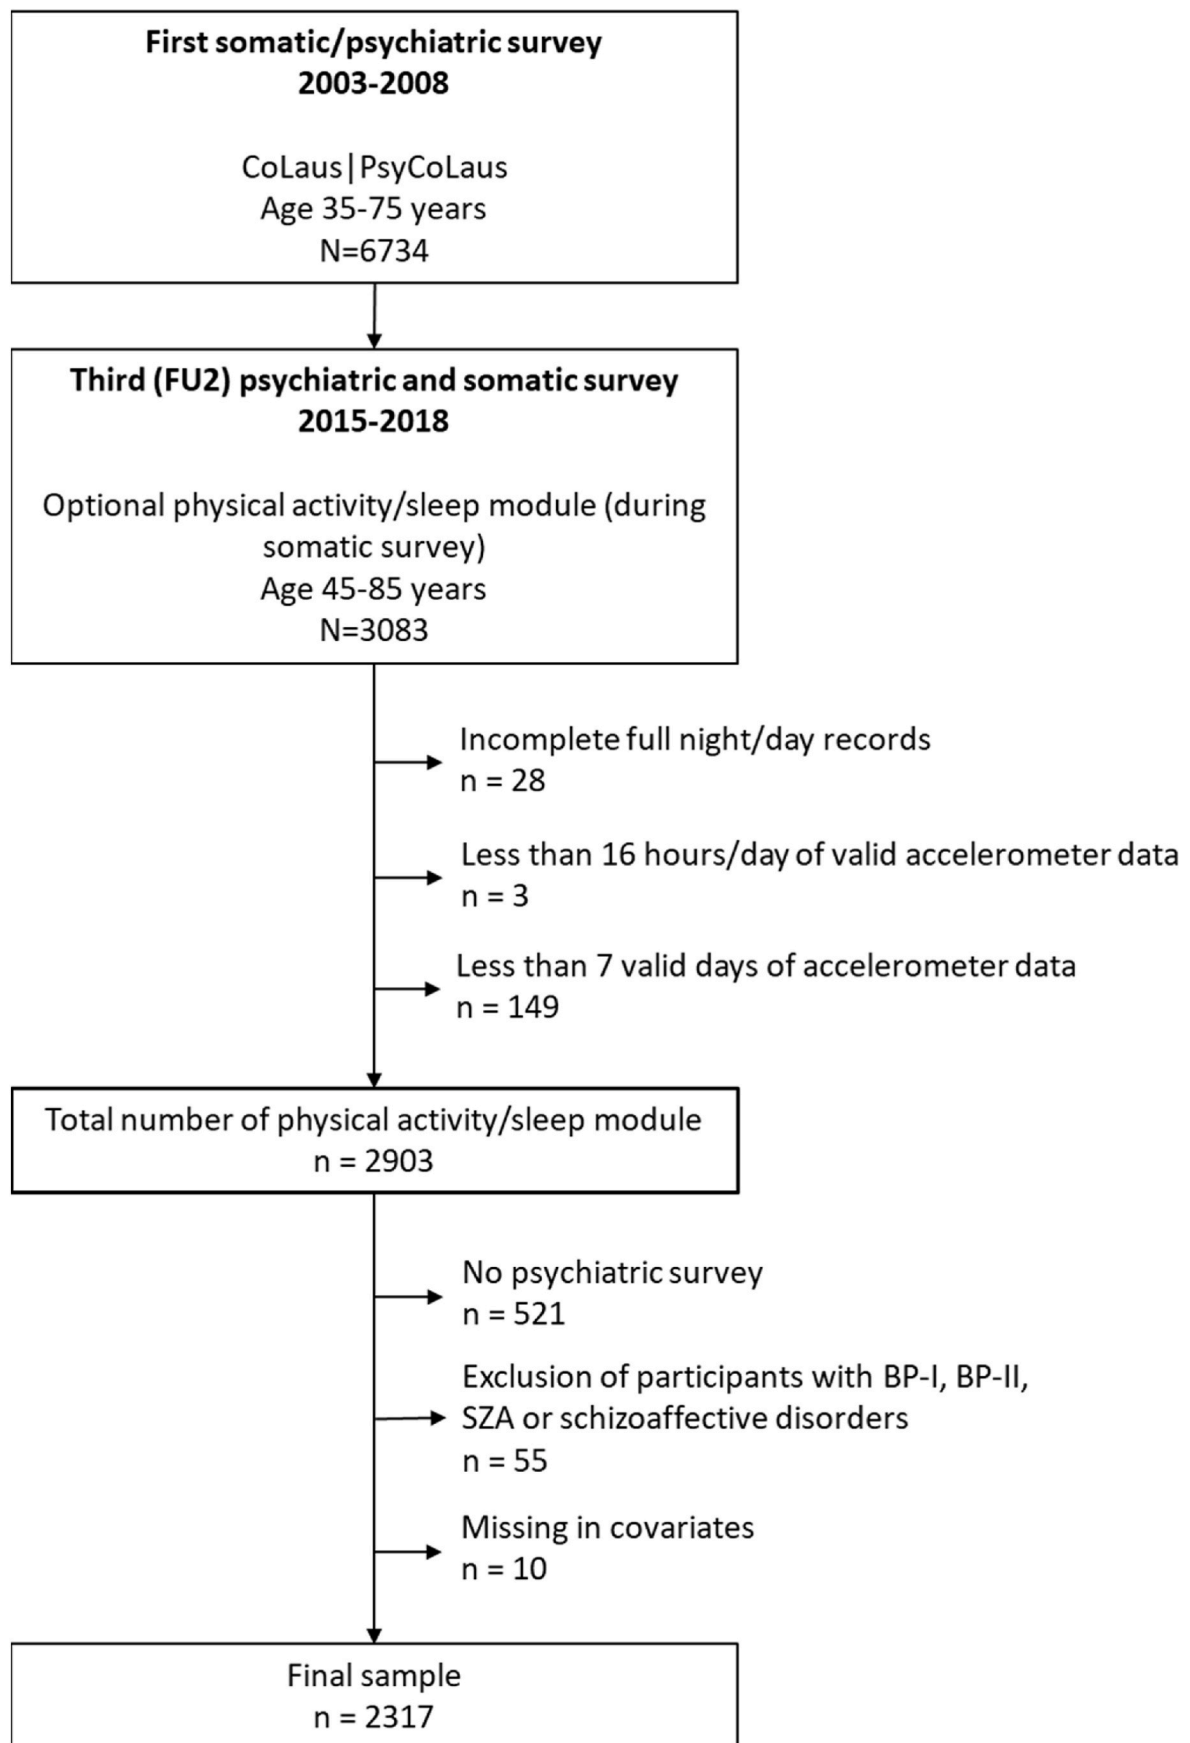 First somatic/psychiatric survey
2003-2008
CoLaus|PsyCoLaus
Age 35-75 years
N=6734
Third (FU2) psychiatric and somatic survey
2015-2018
Optional physical activity/sleep module (during
somatic survey)
Age 45-85 years
N=3083
Incomplete full night/day records
n = 28
Less than 16 hours/day of valid accelerometer data
n = 3
Less than 7 valid days of accelerometer data
n = 149
Total number of physical activity/sleep module
n = 2903
No psychiatric survey
n = 521
Exclusion of participants with BP-I, BP-II,
SZA or schizoaffective disorders
n = 55
Missing in covariates
n = 10
Final sample
n = 2317